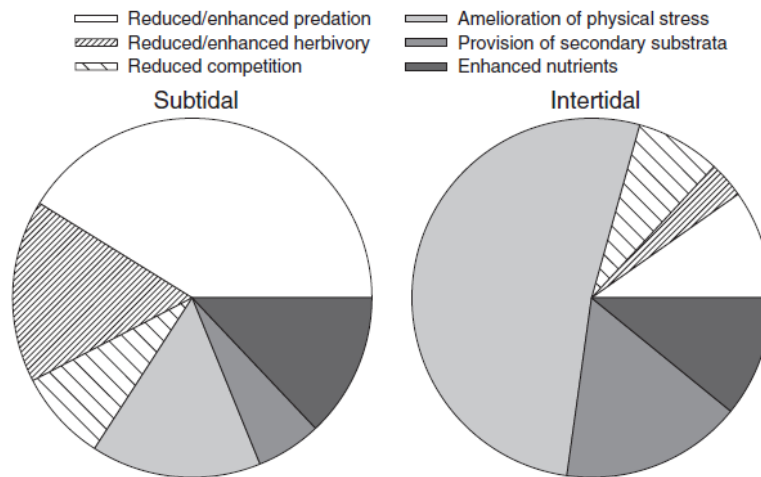 Reduced/enhanced predation
Reduced/enhanced herbivory
Reduced competition
Amelioration of physical stress
Provision of secondary substrata
Enhanced nutrients
Subtidal
Intertidal